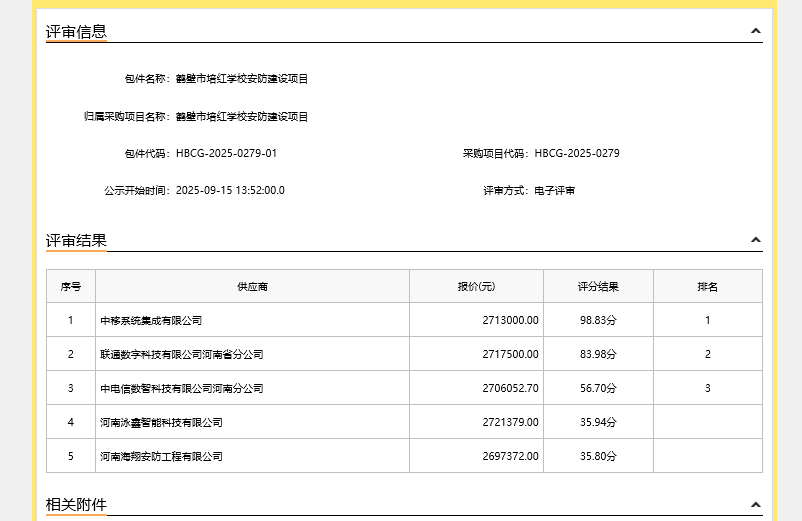 评审信息
包件名称：鹤壁市培红学校安防建设项目
归属采购项目名称：鹤壁市培红学校安防建设项目
包件代码：HBCG-2025-0279-01 采购项目代码：HBCG-2025-0279
公示开始时间：2025-09-15 13:52:00.0 评审方式：电子评审
评审结果
序号 供应商 报价(元) 评分结果 排名
1 中移系统集成有限公司 2713000.00 98.83分 1
2 联通数字科技有限公司河南省分公司 2717500.00 83.98分 2
3 中电信数智科技有限公司河南分公司 2706052.70 56.70分 3
4 河南泳鑫智能科技有限公司 2721379.00 35.94分
5 河南海翔安防工程有限公司 2697372.00 35.80分
相关附件